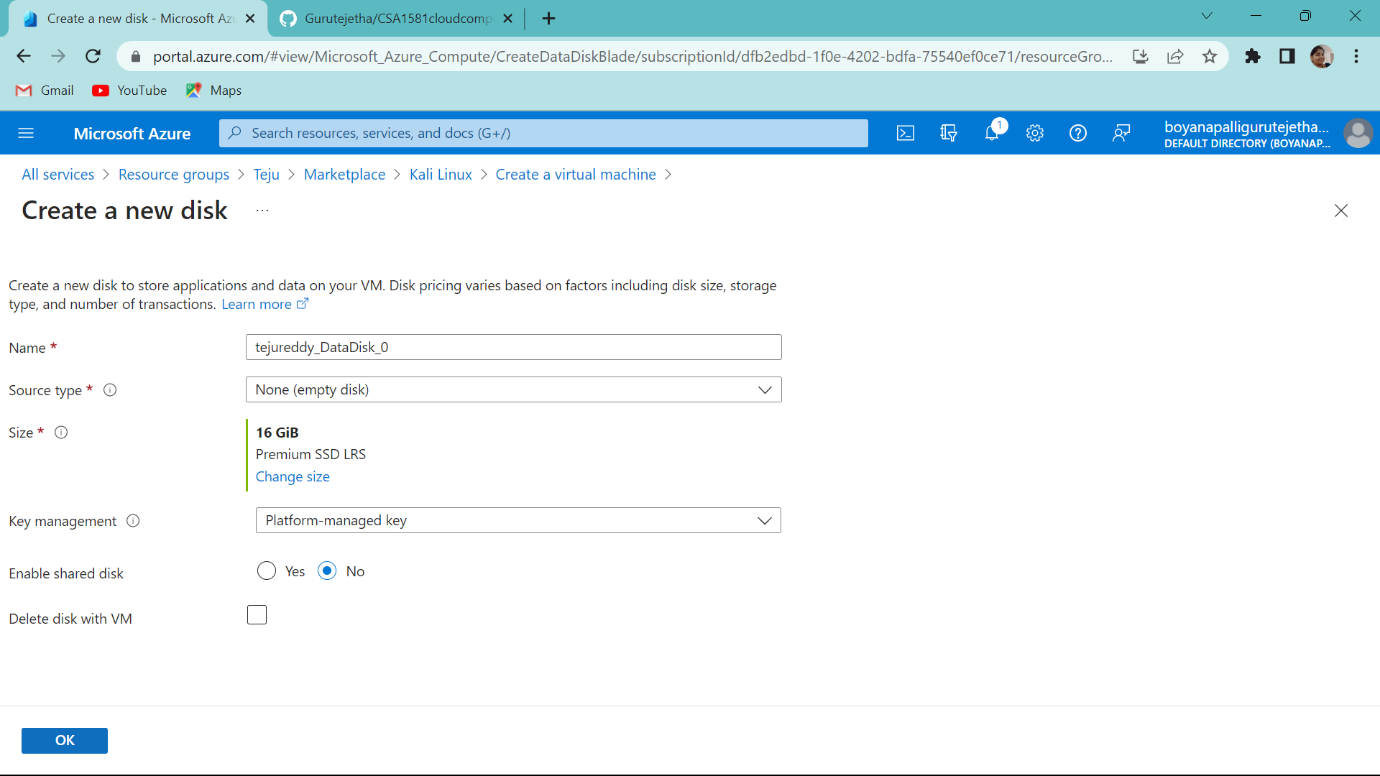 Create a new disk - Microsoft Azu
Gurutejetha/CSA1581cloudcomp
portal.azure.com/#view/Microsoft_Azure_Compute/CreateDataDiskBlade/subscriptionId/dfb2edbd-1f0e-4202-bdfa-75540ef0ce71/resourceGro...
Gmail YouTube Maps
Microsoft Azure
Search resources, services, and docs (G+/)
1
boyanapalligurutejetha...
DEFAULT DIRECTORY (BOYANAP...
All services > Resource groups > Teju > Marketplace > Kali Linux > Create a virtual machine >
Create a new disk ...
Create a new disk to store applications and data on your VM. Disk pricing varies based on factors including disk size, storage
type, and number of transactions. Learn more
Name * tejureddy_DataDisk_0
Source type * None (empty disk)
Size * 16 GiB
Premium SSD LRS
Change size
Key management Platform-managed key
Enable shared disk Yes No
Delete disk with VM
OK